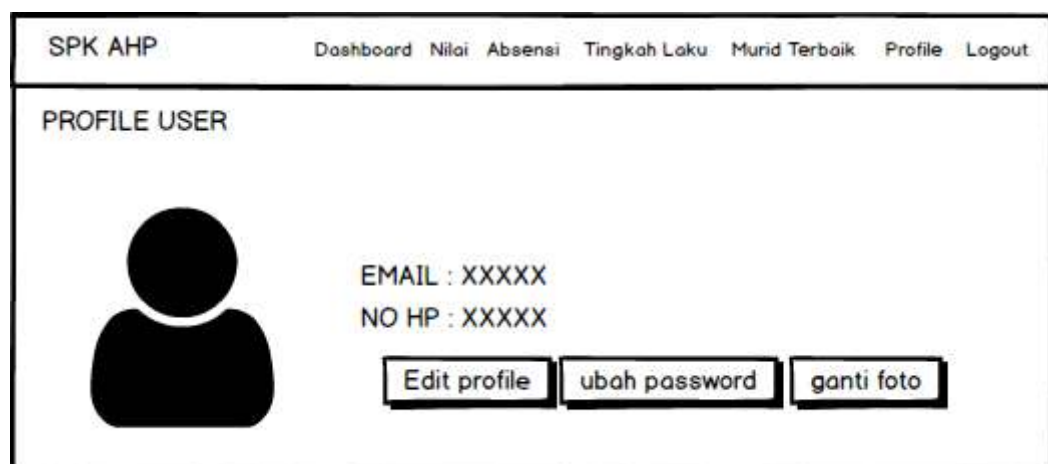 SPK AHP Dashboard Nilai Absensi Tingkah Laku Murid Terbaik Profile Logout
PROFILE USER
EMAIL : XXXXX
NO HP : XXXXX
Edit profile ubah password ganti foto